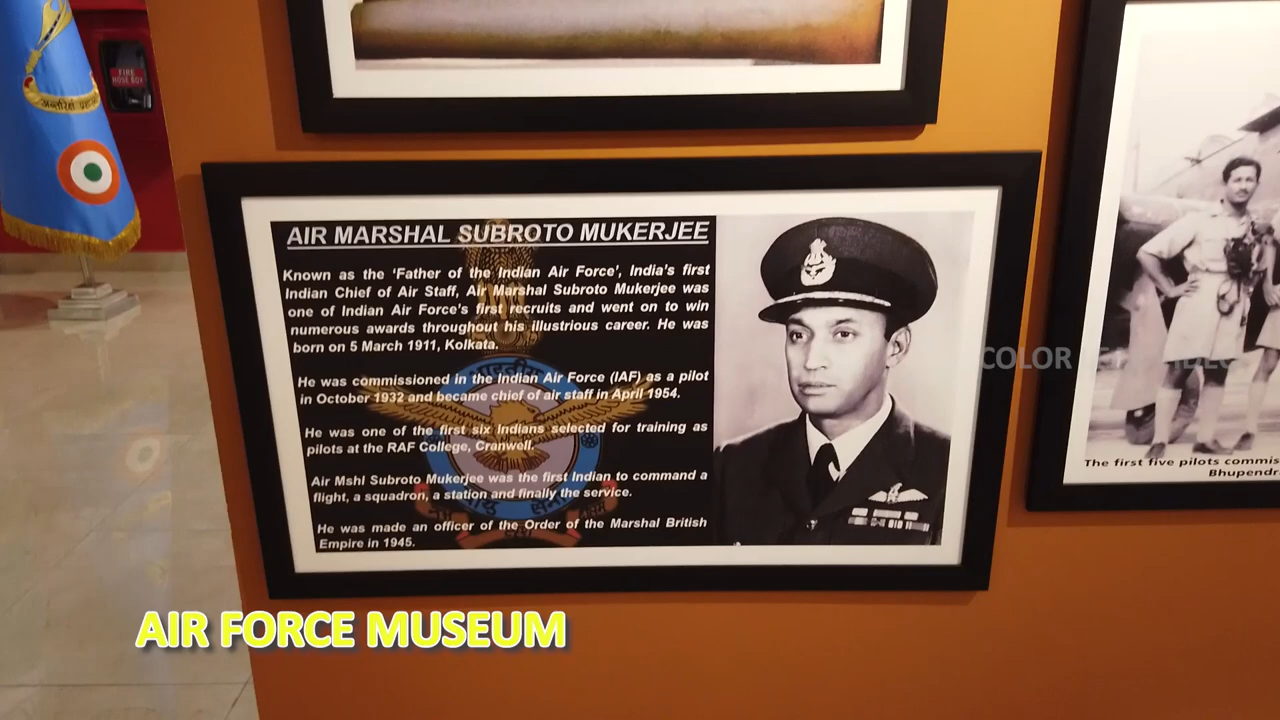 FIRE
HOSE BOX
अन्तरिक्ष
AIR MARSHAL SUBROTO MUKERJEE
Known as the 'Father of the Indian Air Force', India's first
Indian Chief of Air Staff, Air Marshal Subroto Mukerjee was
one of Indian Air Force's first recruits and went on to win
numerous awards throughout his illustrious career. He was
born on 5 March 1911, Kolkata.
He was commissioned in the Indian Air Force (IAF) as a pilot
in October 1932 and became chief of air staff in April 1954.
He was one of the first six Indians selected for training as
pilots at the RAF College, Cranwell.
Air Mshl Subroto Mukerjee was the first Indian to command a
flight, a squadron, a station and finally the service.
He was made an officer of the Order of the Marshal British
Empire in 1945.
COLOR
The first five pilots commis
Bhupendr
AIR FORCE MUSEUM